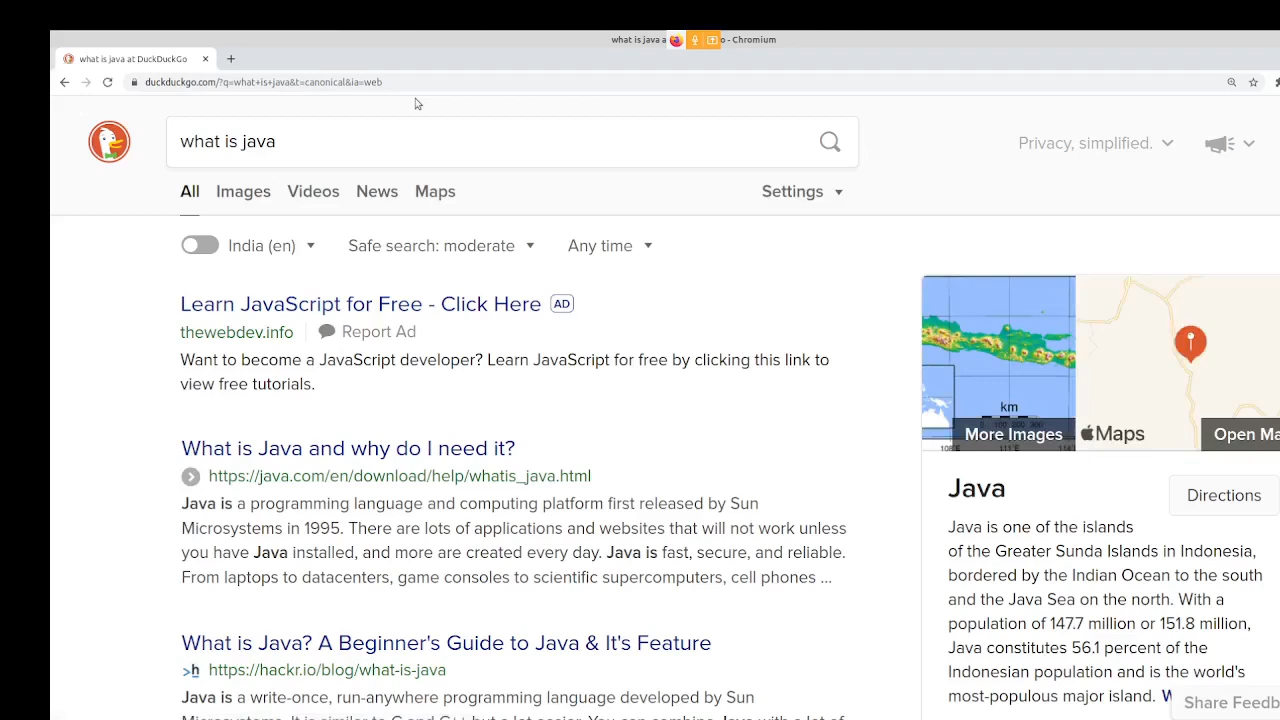 what is java a o - Chromium
what is java at DuckDuckGo
duckduckgo.com/?q=what+is+java&t=canonical&ia=web
what is java
Privacy, simplified.
All Images Videos News Maps Settings
India (en) Safe search: moderate Any time
Learn JavaScript for Free - Click Here AD
thewebdev.info Report Ad
Want to become a JavaScript developer? Learn JavaScript for free by clicking this link to
view free tutorials.
What is Java and why do I need it?
https://java.com/en/download/help/whatis_java.html
Java is a programming language and computing platform first released by Sun
Microsystems in 1995. There are lots of applications and websites that will not work unless
you have Java installed, and more are created every day. Java is fast, secure, and reliable.
From laptops to datacenters, game consoles to scientific supercomputers, cell phones ...
What is Java? A Beginner's Guide to Java & It's Feature
>h https://hackr.io/blog/what-is-java
Java is a write-once, run-anywhere programming language developed by Sun
km
More Images
Maps
Open Ma
Java
Directions
Java is one of the islands
of the Greater Sunda Islands in Indonesia,
bordered by the Indian Ocean to the south
and the Java Sea on the north. With a
population of 147.7 million or 151.8 million,
Java constitutes 56.1 percent of the
Indonesian population and is the world's
most-populous major island. W
Share Feedb